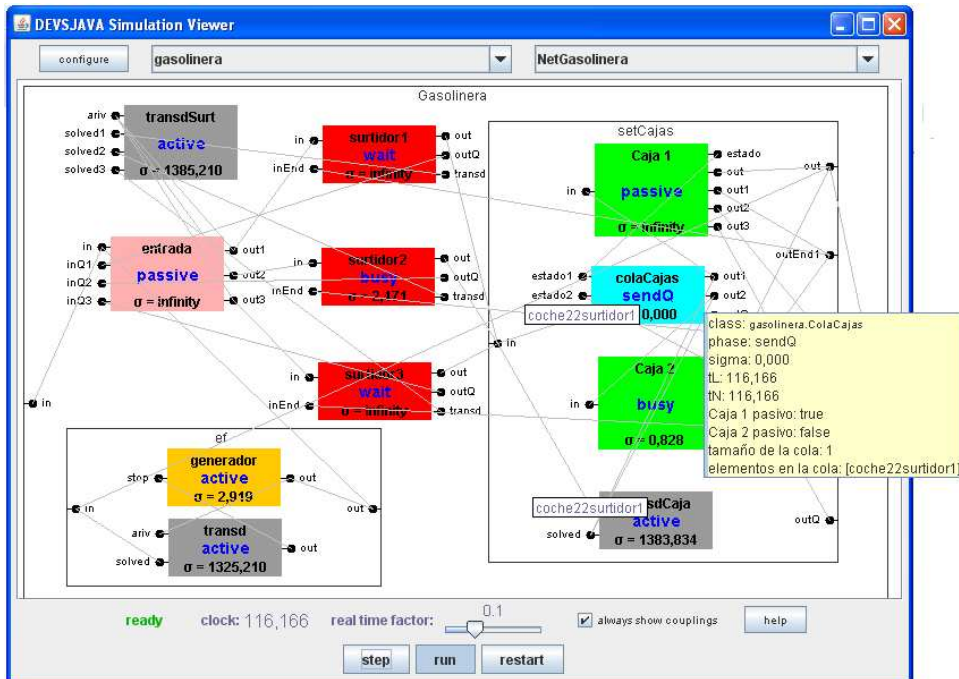 DEVSJAVA Simulation Viewer
configure
gasolinera
NetGasolinera
Gasolinera
ariv
solved1
solved2
solved3
transdSurt
active
σ = 1385,210
in
inEnd
surtidor1
wait
σ = infinity
out
outQ
transd
setCajas
in
Caja 1
passive
σ = infinity
estado
out
out1
out2
out3
out
outEnd1
in
inQ1
inQ2
inQ3
entrada
passive
σ = infinity
out1
out2
out3
in
inEnd
surtidor2
busy
σ = 2,171
out
outQ
transd
estado1
estado2
colaCajas
sendQ
0,000
out1
out2
coche22surtidor1
in
class: gasolinera.ColaCajas
phase: sendQ
sigma: 0,000
tL: 116,166
tN: 116,166
Caja 1 pasivo: true
Caja 2 pasivo: false
tamaño de la cola: 1
elementos en la cola: [coche22surtidor1]
in
inEnd
surtidor3
wait
σ = infinity
out
outQ
transd
in
Caja 2
busy
σ = 0,828
in
ef
stop
generador
active
σ = 2,919
out
in
out
ariv
solved
transd
active
σ = 1325,210
out
coche22surtidor1
sdCaja
active
σ = 1383,834
solved
outQ
ready
clock: 116,166
real time factor:
0.1
always show couplings
help
step
run
restart